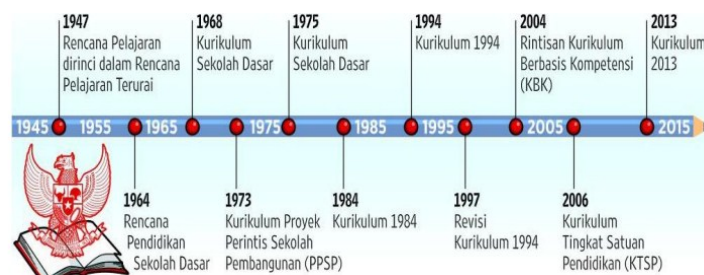 1947
Rencana Pelajaran
dirinci dalam Rencana
Pelajaran Terurai
1968
Kurikulum
Sekolah Dasar
1975
Kurikulum
Sekolah Dasar
1994
Kurikulum 1994
2004
Rintisan Kurikulum
Berbasis Kompetensi
(KBK)
2013
Kurikulum
2013
1945 1955 1965 1975 1985 1995 2005 2015
1964
Rencana
Pendidikan
Sekolah Dasar
1973
Kurikulum Proyek
Perintis Sekolah
Pembangunan (PPSP)
1984
Kurikulum 1984
1997
Revisi
Kurikulum 1994
2006
Kurikulum
Tingkat Satuan
Pendidikan (KTSP)